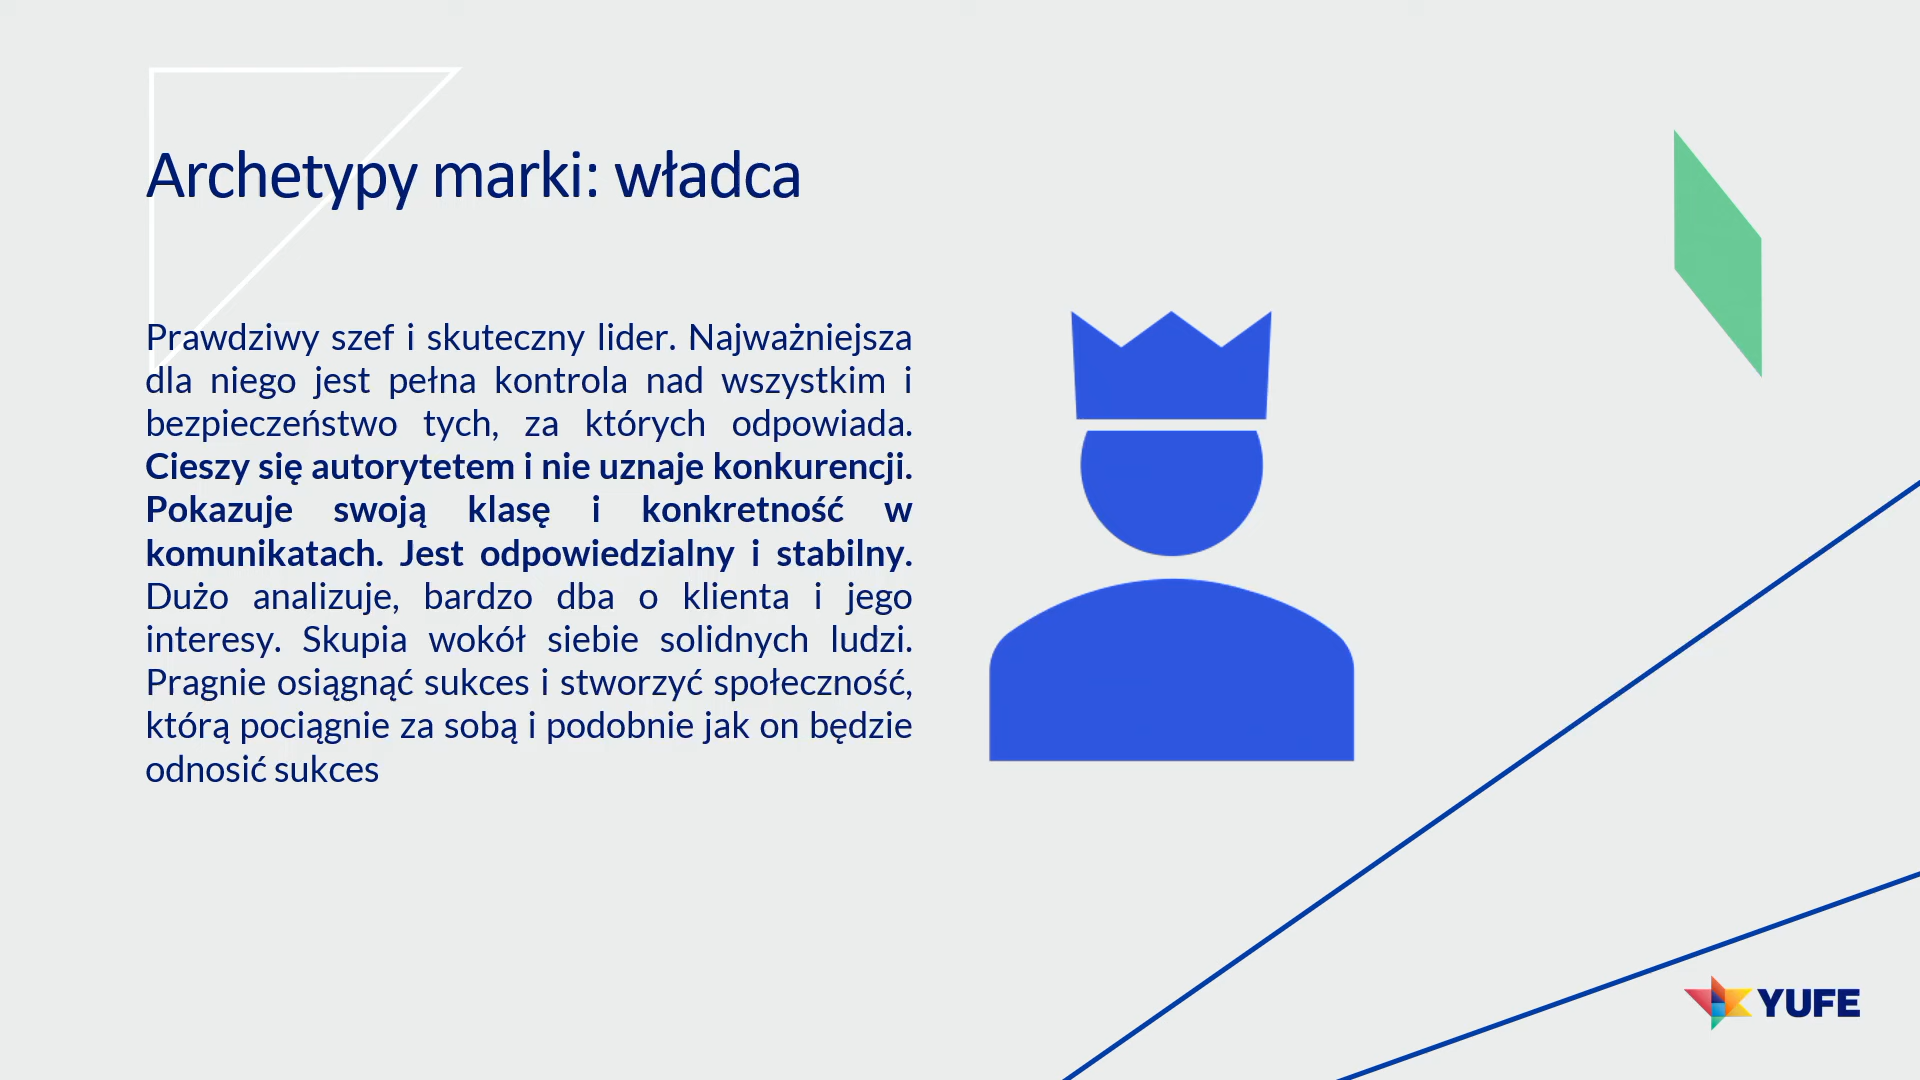 Archetypy marki: władca
Prawdziwy szef i skuteczny lider. Najważniejsza
dla niego jest pełna kontrola nad wszystkim i
bezpieczeństwo tych, za których odpowiada.
Cieszy się autorytetem i nie uznaje konkurencji.
Pokazuje swoją klasę i konkretność w
komunikatach. Jest odpowiedzialny i stabilny.
Dużo analizuje, bardzo dba o klienta i jego
interesy. Skupia wokół siebie solidnych ludzi.
Pragnie osiągnąć sukces i stworzyć społeczność,
którą pociągnie za sobą i podobnie jak on będzie
odnosić sukces
YUFE